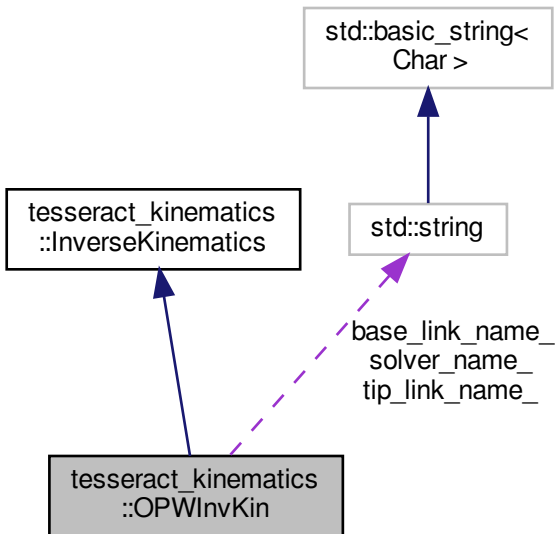 std::basic_string<
Char >
tesseract_kinematics
::InverseKinematics
std::string
base_link_name_
solver_name_
tip_link_name_
tesseract_kinematics
::OPWInvKin